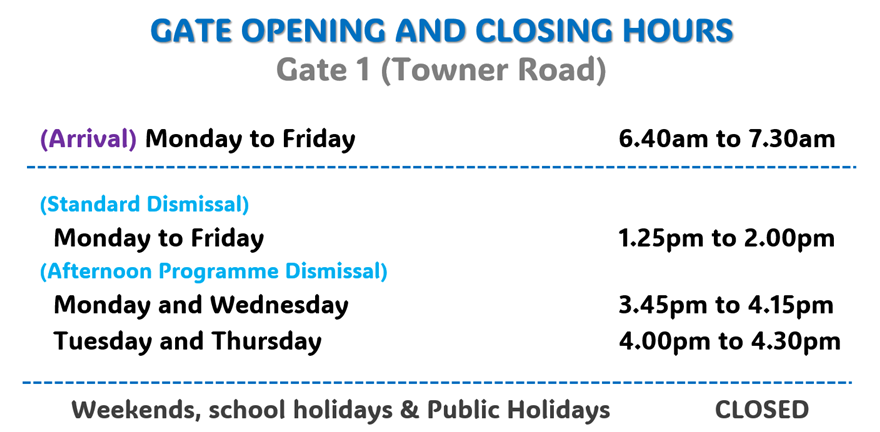 GATE OPENING AND CLOSING HOURS
Gate 1 (Towner Road)
(Arrival) Monday to Friday 6.40am to 7.30am
(Standard Dismissal)
Monday to Friday 1.25pm to 2.00pm
(Afternoon Programme Dismissal)
Monday and Wednesday 3.45pm to 4.15pm
Tuesday and Thursday 4.00pm to 4.30pm
Weekends, school holidays & Public Holidays CLOSED